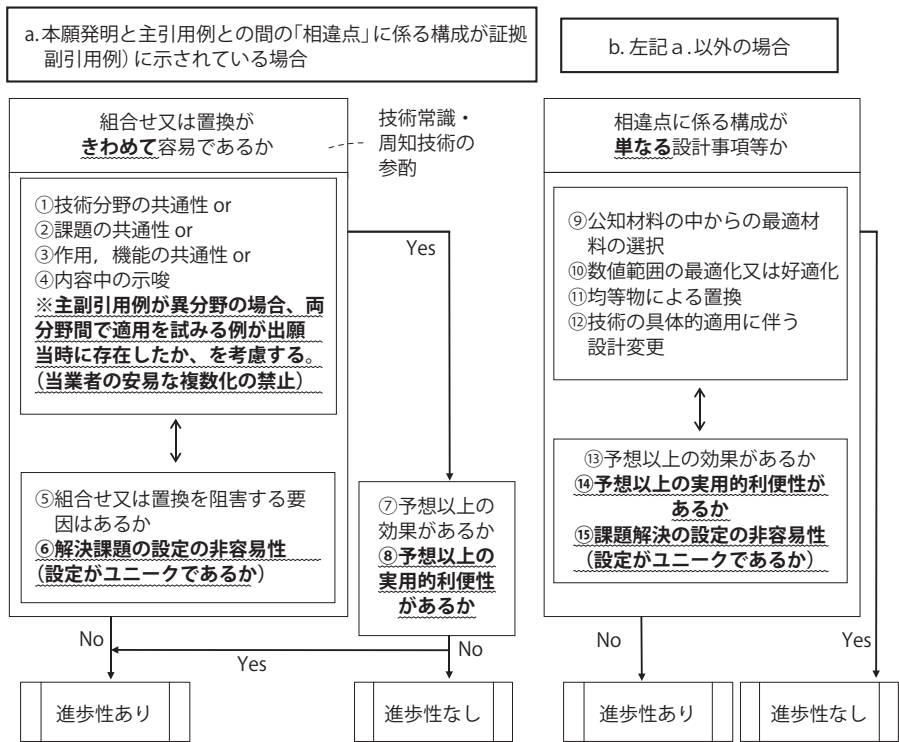 a.本願発明と主引用例との間の「相違点」に係る構成が証拠
副引用例)に示されている場合
b.左記a.以外の場合
組合せ又は置換が
きわめて容易であるか
技術常識・
周知技術の
参酌
①技術分野の共通性 or
②課題の共通性 or
③作用，機能の共通性 or
④内容中の示唆
※主副引用例が異分野の場合、両
分野間で適用を試みる例が出願
当時に存在したか、を考慮する。
（当業者の安易な複数化の禁止）
Yes
⑤組合せ又は置換を阻害する要
因はあるか
⑥解決課題の設定の非容易性
（設定がユニークであるか）
⑦予想以上の
効果があるか
⑧予想以上の
実用的利便性
があるか
No
Yes
No
進歩性あり
進歩性なし
相違点に係る構成が
単なる設計事項等か
⑨公知材料の中からの最適材
料の選択
⑩数値範囲の最適化又は好適化
⑪均等物による置換
⑫技術の具体的適用に伴う
設計変更
⑬予想以上の効果があるか
⑭予想以上の実用的利便性が
あるか
⑮課題解決の設定の非容易性
（設定がユニークであるか）
No
Yes
進歩性あり
進歩性なし